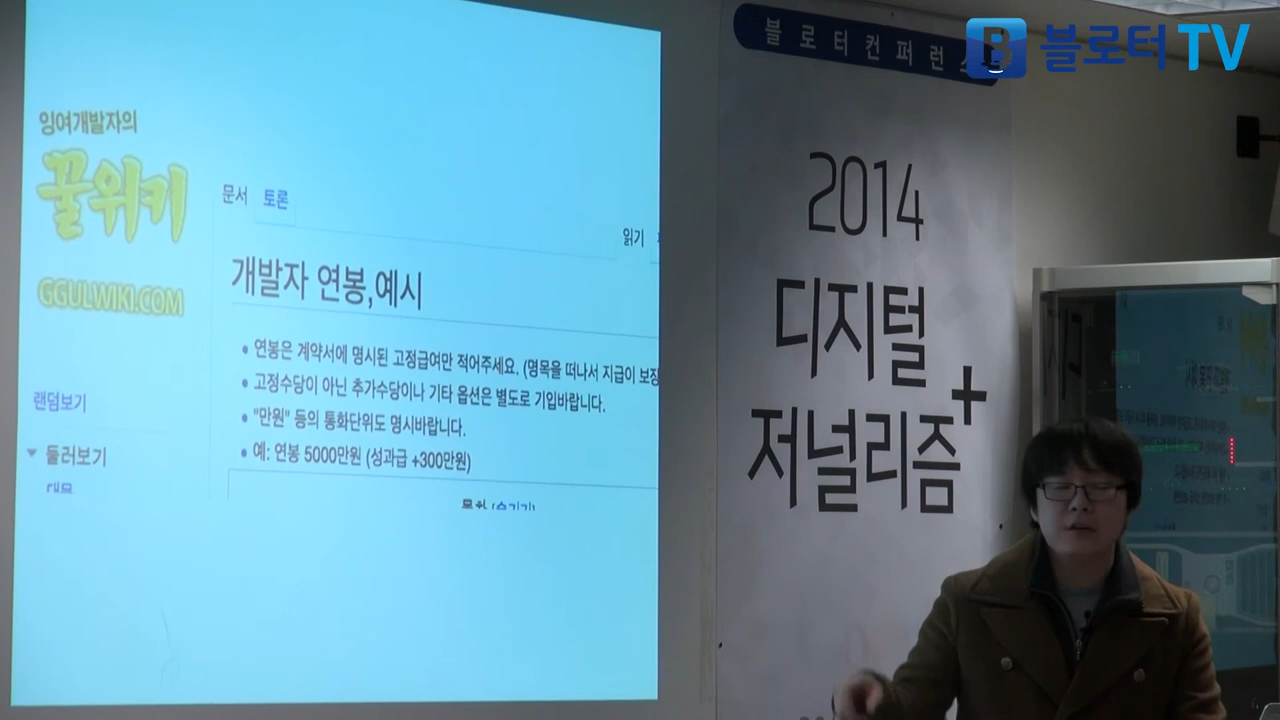 블로터컨퍼런스
B 블로터 TV
잉여개발자의
꿀위키
GGULWIKI.COM
문서 토론
읽기
개발자 연봉,예시
• 연봉은 계약서에 명시된 고정급여만 적어주세요. (명목을 떠나서 지급이 보장
• 고정수당이 아닌 추가수당이나 기타 옵션은 별도로 기입바랍니다.
• "만원" 등의 통화단위도 명시바랍니다.
• 예: 연봉 5000만원 (성과급 +300만원)
랜덤보기
둘러보기
2014
디지털
저널리즘+